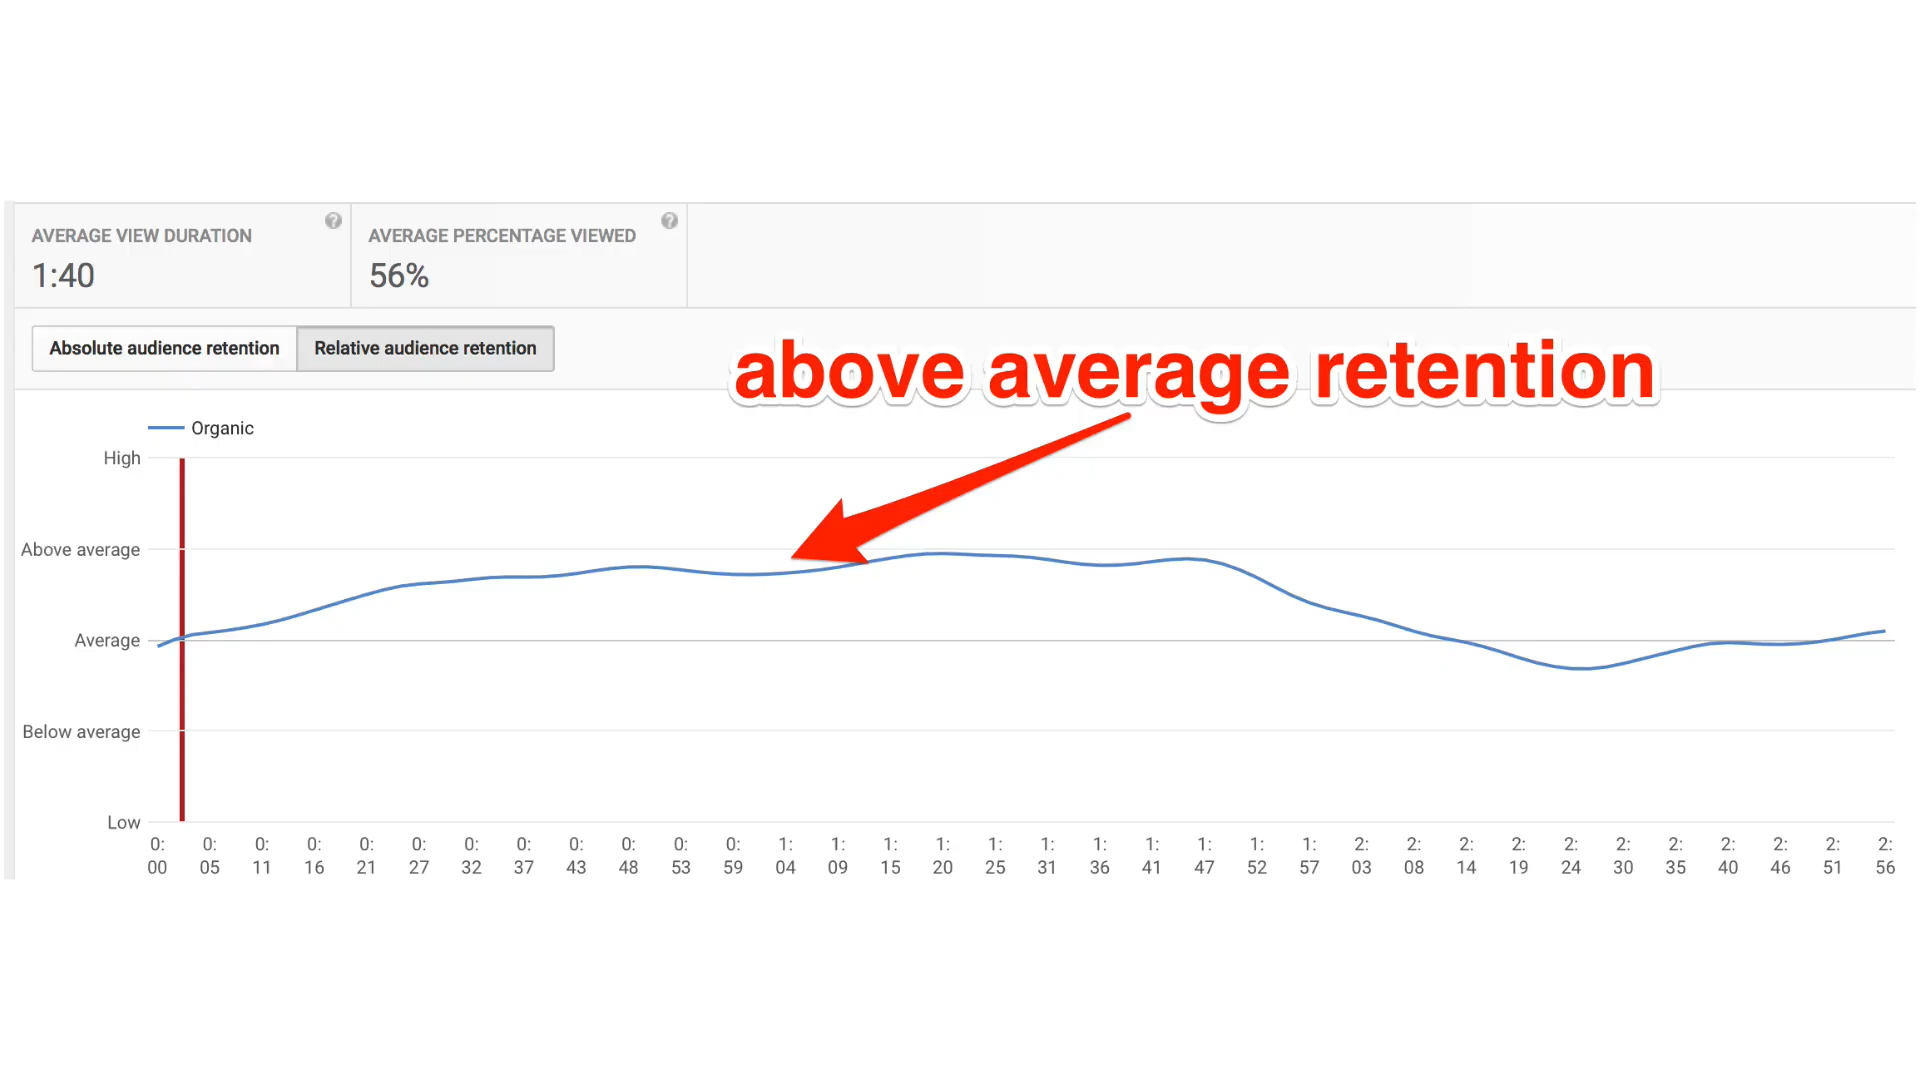 AVERAGE VIEW DURATION ?
1:40
AVERAGE PERCENTAGE VIEWED ?
56%
Absolute audience retention
Relative audience retention
above average retention
Organic
High
Above average
Average
Below average
Low
0:00 0:05 0:11 0:16 0:21 0:27 0:32 0:37 0:43 0:48 0:53 0:59 1:04 1:09 1:15 1:20 1:25 1:31 1:36 1:41 1:47 1:52 1:57 2:03 2:08 2:14 2:19 2:24 2:30 2:35 2:40 2:46 2:51 2:56